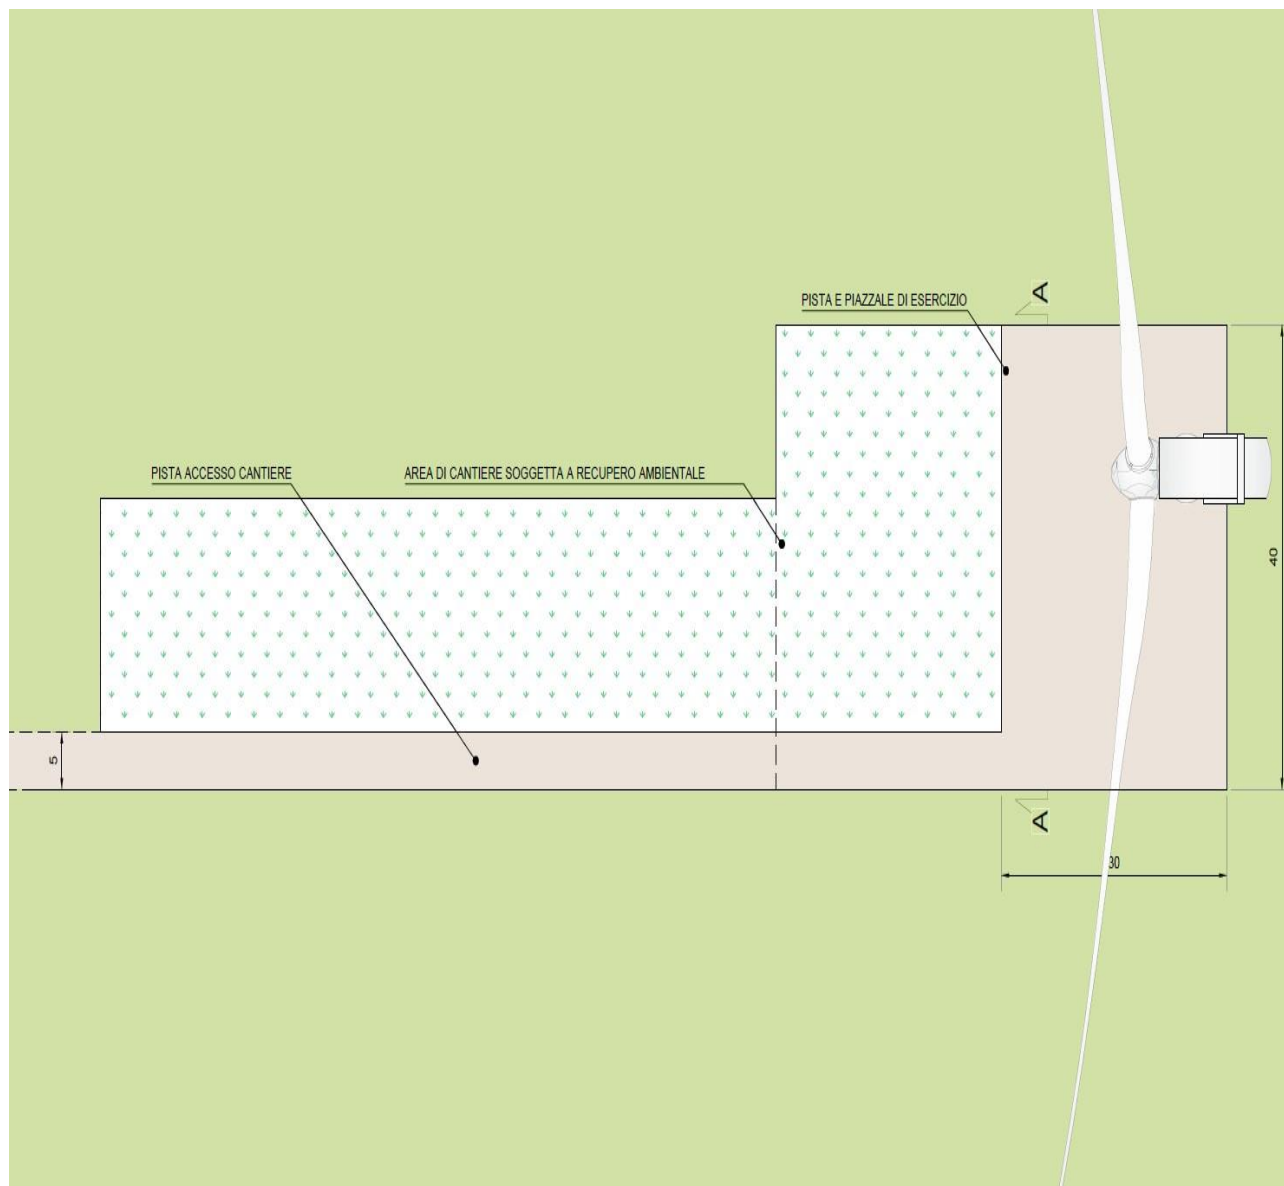 A
PISTA E PIAZZALE DI ESERCIZIO
PISTA ACCESSO CANTIERE
AREA DI CANTIERE SOGGETTA A RECUPERO AMBIENTALE
40
5
A
30